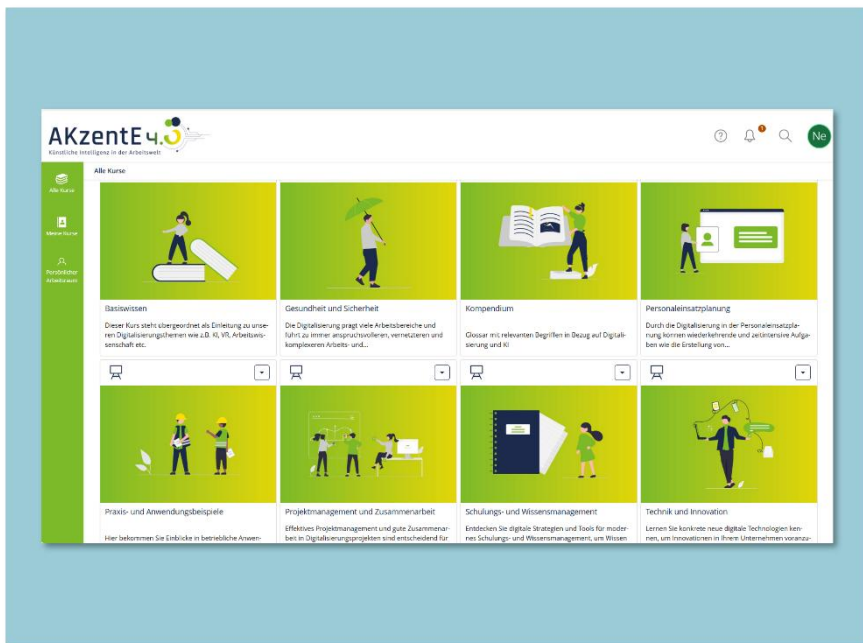 AKzentE 4.0
Künstliche Intelligenz in der Arbeitswelt
1
Ne
Alle Kurse
Alle Kurse
Meine Kurse
Persönlicher
Arbeitsraum
Basiswissen
Dieser Kurs steht übergeordnet als Einleitung zu unse-
ren Digitalisierungsthemen wie z.B. KI, VR, Arbeitswis-
senschaft etc.
Gesundheit und Sicherheit
Die Digitalisierung prägt viele Arbeitsbereiche und
führt zu immer anspruchsvolleren, vernetzteren und
komplexeren Arbeits- und...
Kompendium
Glossar mit relevanten Begriffen in Bezug auf Digitali-
sierung und KI
Personaleinsatzplanung
Durch die Digitalisierung in der Personaleinsatzpla-
nung können wiederkehrende und zeitintensive Aufga-
ben wie die Erstellung von...
Praxis- und Anwendungsbeispiele
Hier bekommen Sie Einblicke in betriebliche Anwen-
Projektmanagement und Zusammenarbeit
Effektives Projektmanagement und gute Zusammenar-
beit in Digitalisierungsprojekten sind entscheidend für
Schulungs- und Wissensmanagement
Entdecken Sie digitale Strategien und Tools für moder-
nes Schulungs- und Wissensmanagement, um Wissen
Technik und Innovation
Lernen Sie konkrete neue digitale Technologien ken-
nen, um Innovationen in Ihrem Unternehmen voranzu-